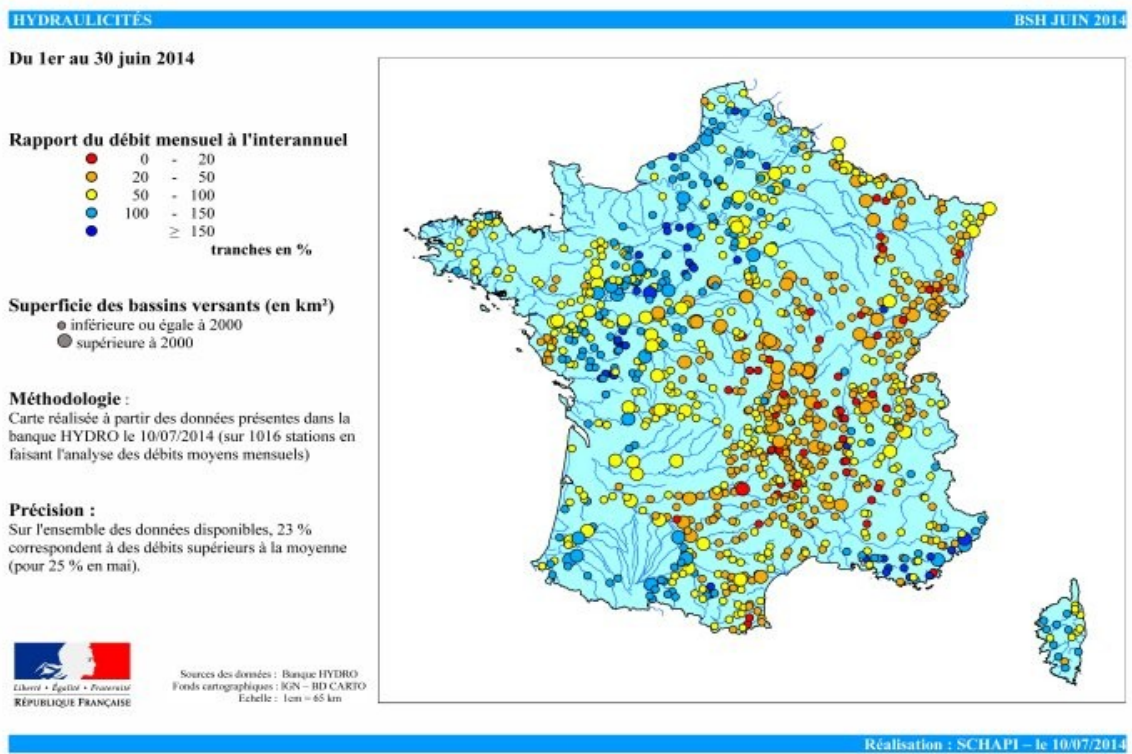 HYDRAULICITÉS
BSH JUIN 2014
Du 1er au 30 juin 2014
Rapport du débit mensuel à l'interannuel
0 - 20
20 - 50
50 - 100
100 - 150
≥ 150
tranches en %
Superficie des bassins versants (en km²)
inférieure ou égale à 2000
supérieure à 2000
Méthodologie :
Carte réalisée à partir des données présentes dans la
banque HYDRO le 10/07/2014 (sur 1016 stations en
faisant l'analyse des débits moyens mensuels)
Précision :
Sur l'ensemble des données disponibles, 23 %
correspondent à des débits supérieurs à la moyenne
(pour 25 % en mai).
Liberté • Égalité • Fraternité
RÉPUBLIQUE FRANÇAISE
Sources des données : Banque HYDRO
Fonds cartographiques : IGN – BD CARTO
Echelle : 1cm = 65 km
Réalisation : SCHAPI – le 10/07/2014